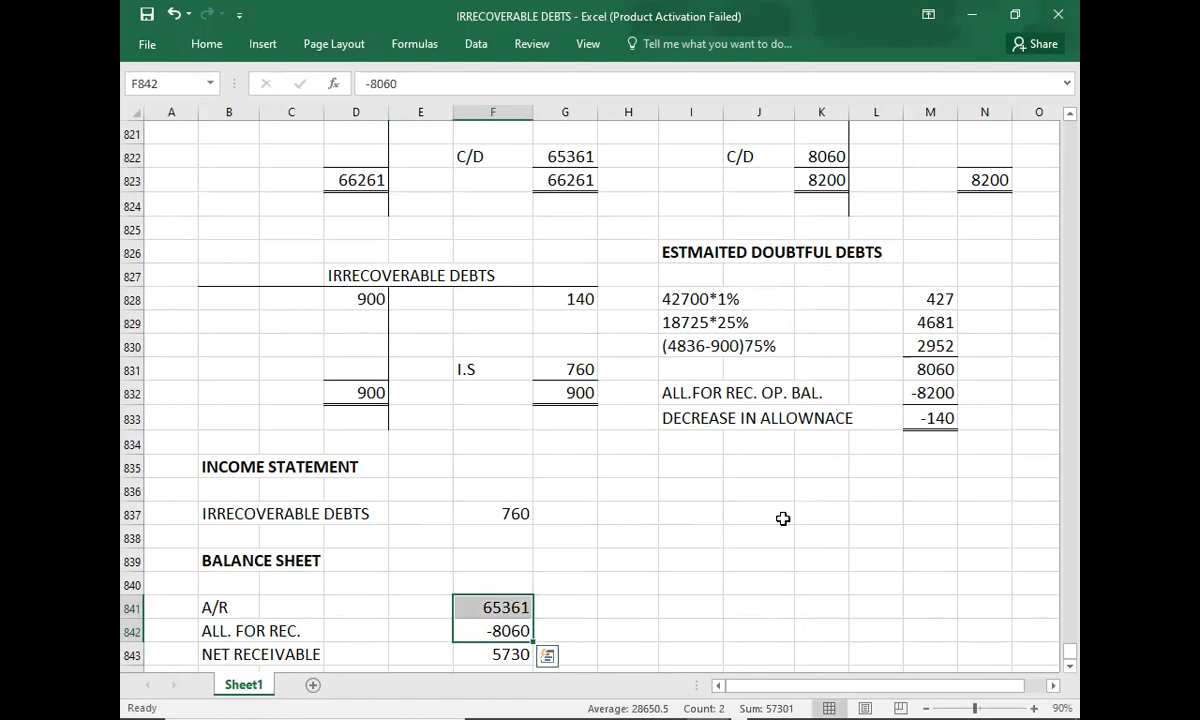 IRRECOVERABLE DEBTS - Excel (Product Activation Failed)
File Home Insert Page Layout Formulas Data Review View Tell me what you want to do... Share
F842 fx -8060
A B C D E F G H I J K L M N O
821
822 C/D 65361 C/D 8060
823 66261 66261 8200 8200
824
825
826 ESTMAITED DOUBTFUL DEBTS
827 IRRECOVERABLE DEBTS
828 900 140 42700*1% 427
829 18725*25% 4681
830 (4836-900)75% 2952
831 I.S 760 8060
832 900 900 ALL.FOR REC. OP. BAL. -8200
833 DECREASE IN ALLOWNACE -140
834
835 INCOME STATEMENT
836
837 IRRECOVERABLE DEBTS 760
838
839 BALANCE SHEET
840
841 A/R 65361
842 ALL. FOR REC. -8060
843 NET RECEIVABLE 5730
Sheet1
Ready Average: 28650.5 Count: 2 Sum: 57301 90%